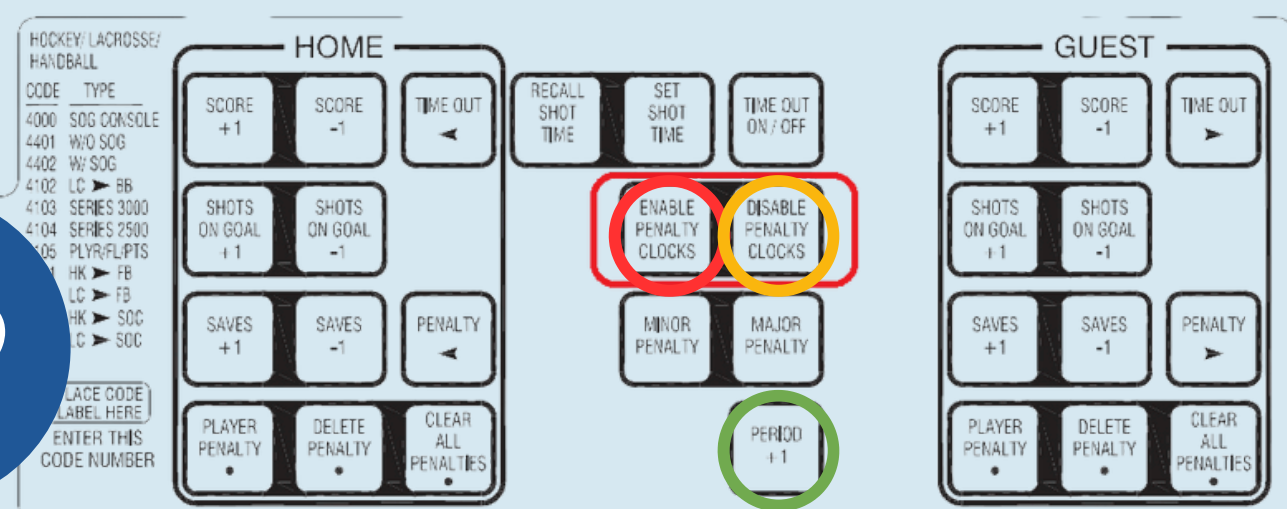 HOCKEY/ LACROSSE/
HANDBALL
CODE TYPE
4000 SOG CONSOLE
4401 W/O SOG
4402 W/ SOG
4102 LC ➤ BB
4103 SERIES 3000
4104 SERIES 2500
PLYR/FL/PTS
HK ➤ FB
LC ➤ FB
HK ➤ SOC
LC ➤ SOC
CODE
LABEL HERE
ENTER THIS
CODE NUMBER
HOME
SCORE
+1
SCORE
-1
TIME OUT
◄
SHOTS
ON GOAL
+1
SHOTS
ON GOAL
-1
SAVES
+1
SAVES
-1
PENALTY
◄
PLAYER
PENALTY
•
DELETE
PENALTY
•
CLEAR
ALL
PENALTIES
•
RECALL
SHOT
TIME
SET
SHOT
TIME
TIME OUT
ON / OFF
ENABLE
PENALTY
CLOCKS
DISABLE
PENALTY
CLOCKS
MINOR
PENALTY
MAJOR
PENALTY
PERIOD
+1
GUEST
SCORE
+1
SCORE
-1
TIME OUT
➤
SHOTS
ON GOAL
+1
SHOTS
ON GOAL
-1
SAVES
+1
SAVES
-1
PENALTY
➤
PLAYER
PENALTY
•
DELETE
PENALTY
•
CLEAR
ALL
PENALTIES
•